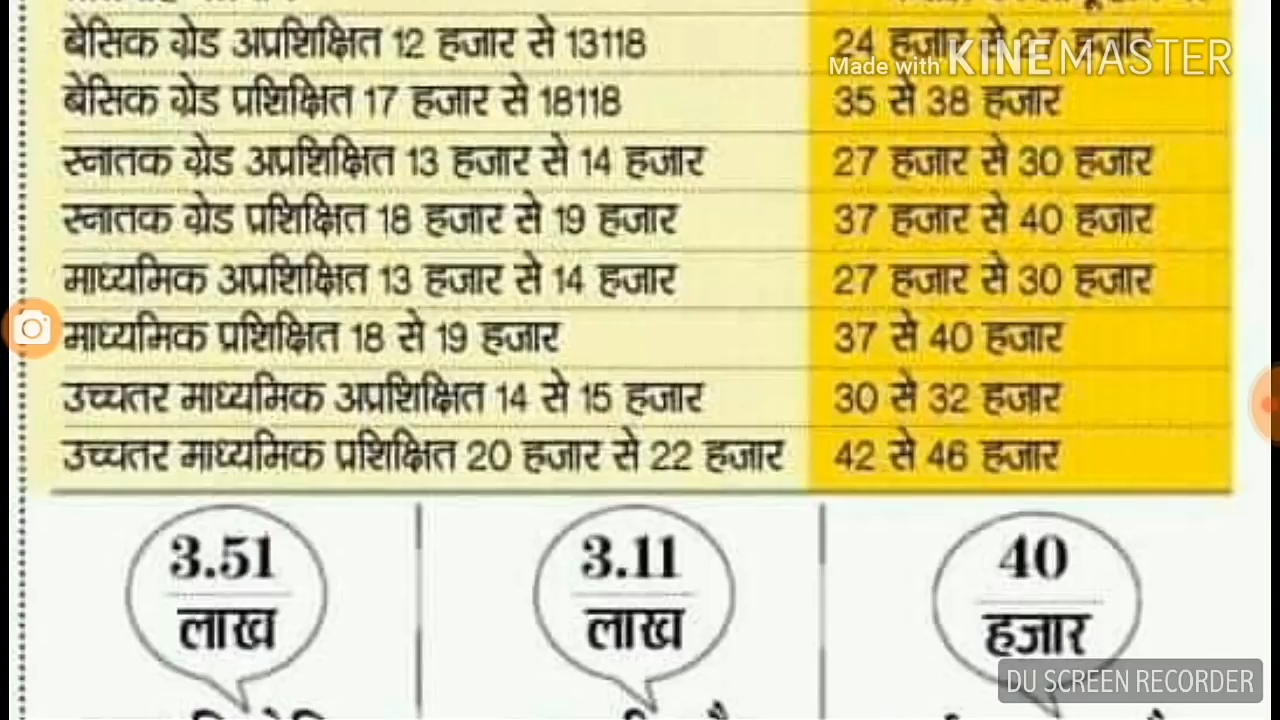 बेसिक ग्रेड अप्रशिक्षित 12 हजार से 13118 24 हजार से 27 हजार
Made with KINEMASTER
बेसिक ग्रेड प्रशिक्षित 17 हजार से 18118 35 से 38 हजार
स्नातक ग्रेड अप्रशिक्षित 13 हजार से 14 हजार 27 हजार से 30 हजार
स्नातक ग्रेड प्रशिक्षित 18 हजार से 19 हजार 37 हजार से 40 हजार
माध्यमिक अप्रशिक्षित 13 हजार से 14 हजार 27 हजार से 30 हजार
माध्यमिक प्रशिक्षित 18 से 19 हजार 37 से 40 हजार
उच्चतर माध्यमिक अप्रशिक्षित 14 से 15 हजार 30 से 32 हजार
उच्चतर माध्यमिक प्रशिक्षित 20 हजार से 22 हजार 42 से 46 हजार
3.51
लाख
3.11
लाख
40
हजार
DU SCREEN RECORDER